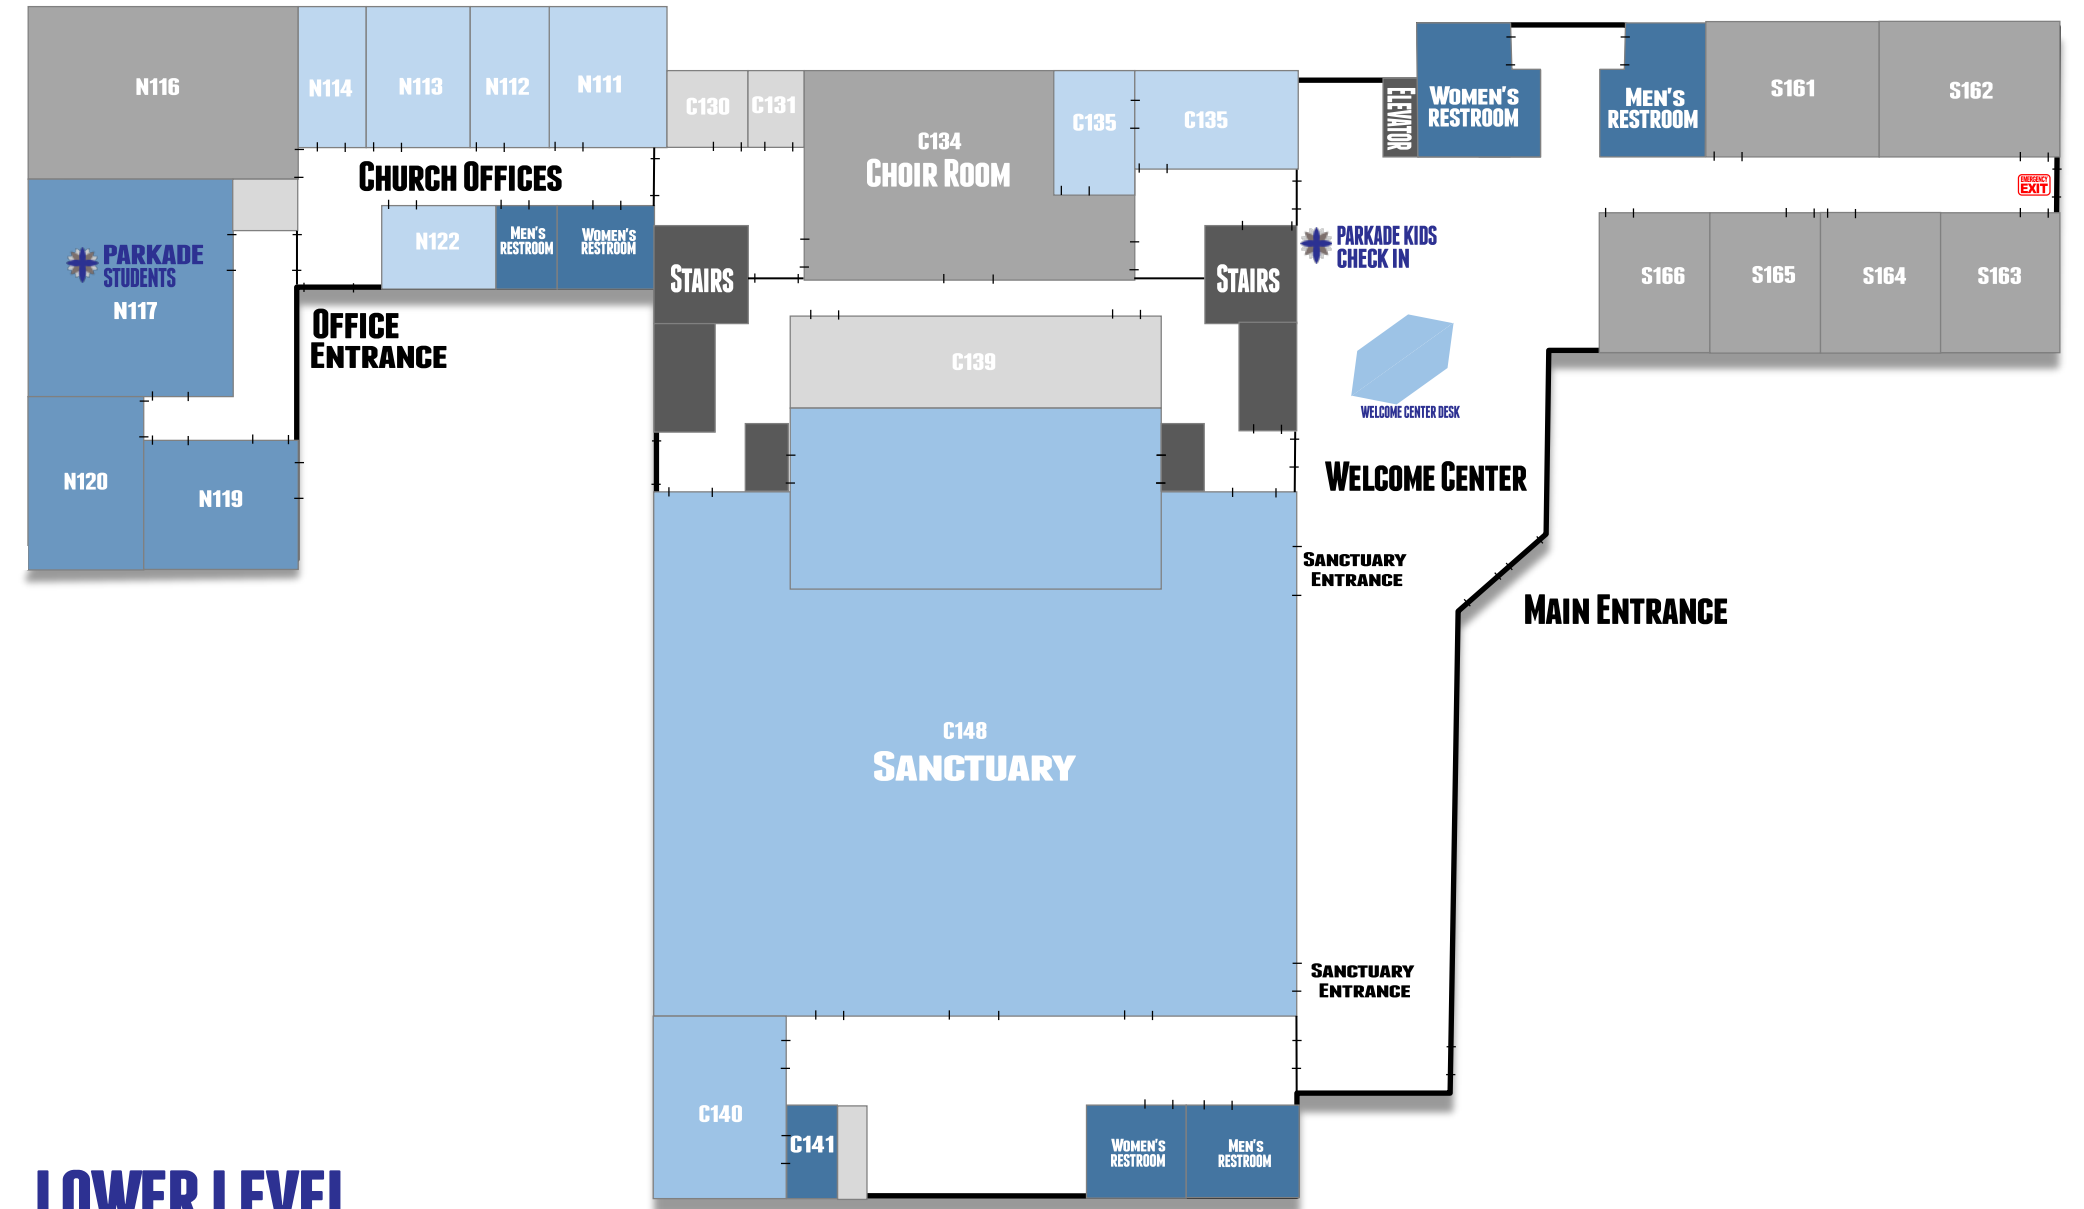 N116
N114
N113
N112
N111
C130
C131
C134
CHOIR ROOM
C135
C135
ELEVATOR
WOMEN'S
RESTROOM
MEN'S
RESTROOM
S161
S162
CHURCH OFFICES
EMERGENCY
EXIT
N122
MEN'S
RESTROOM
WOMEN'S
RESTROOM
PARKADE
STUDENTS
N117
STAIRS
STAIRS
PARKADE KIDS
CHECK IN
S166
S165
S164
S163
OFFICE
ENTRANCE
C139
WELCOME CENTER DESK
N120
N119
WELCOME CENTER
SANCTUARY
ENTRANCE
MAIN ENTRANCE
C148
SANCTUARY
SANCTUARY
ENTRANCE
C140
C141
WOMEN'S
RESTROOM
MEN'S
RESTROOM
LOWER LEVEL